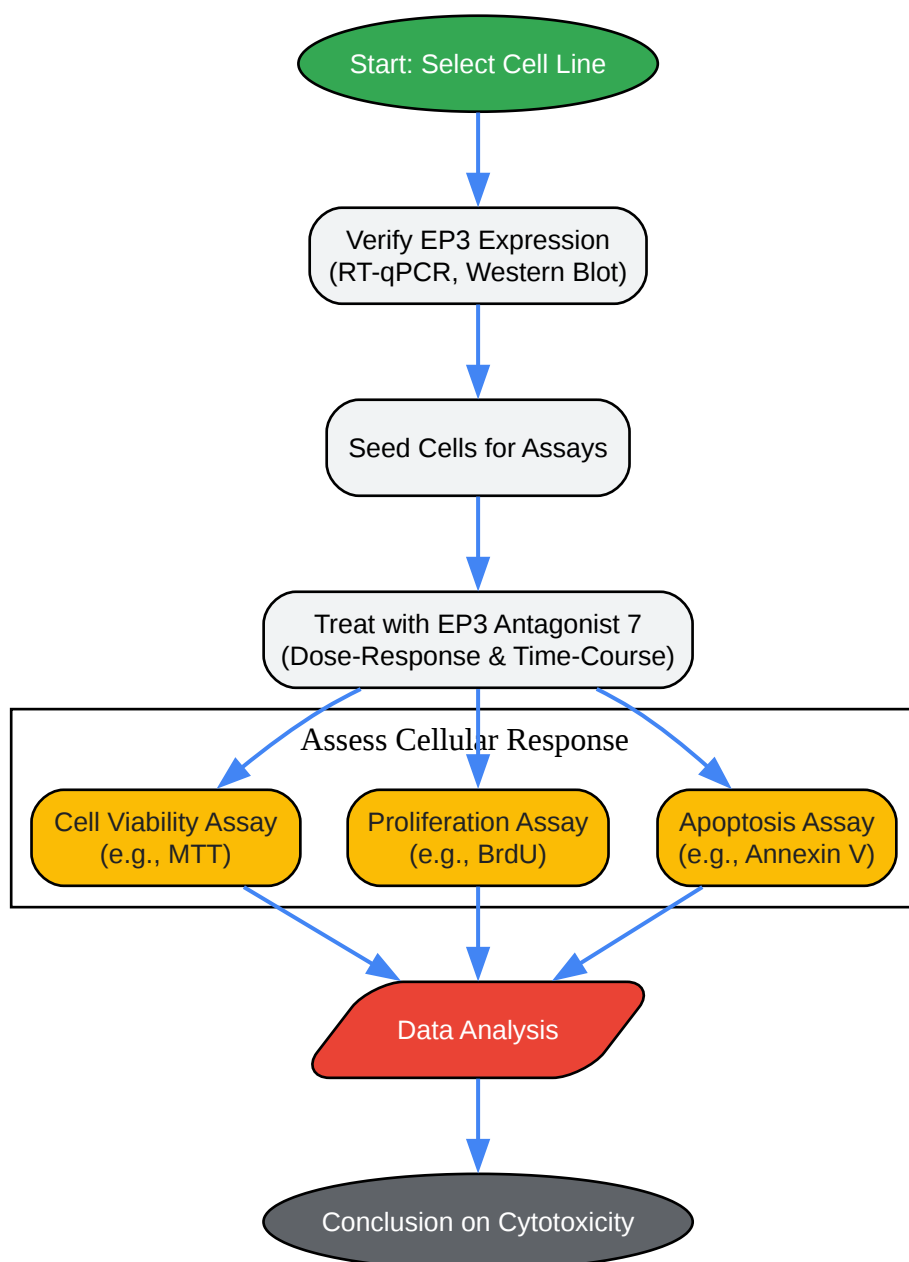 Start: Select Cell Line
Verify EP3 Expression
(RT-qPCR, Western Blot)
Seed Cells for Assays
Treat with EP3 Antagonist 7
(Dose-Response & Time-Course)
Assess Cellular Response
Cell Viability Assay
(e.g., MTT)
Proliferation Assay
(e.g., BrdU)
Apoptosis Assay
(e.g., Annexin V)
Data Analysis
Conclusion on Cytotoxicity